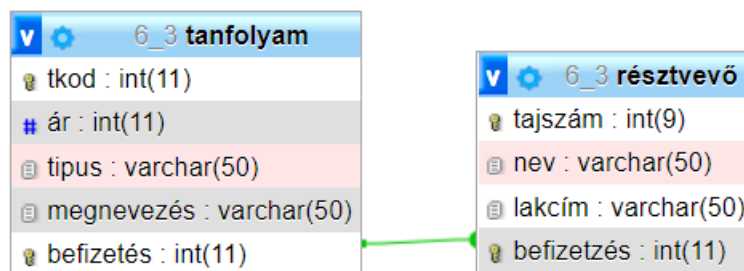 v 6_3 tanfolyam
tkod : int(11)
# ár : int(11)
tipus : varchar(50)
megnevezés : varchar(50)
befizetés : int(11)
v 6_3 résztvevő
tajszám : int(9)
nev : varchar(50)
lakcím : varchar(50)
befizetzés : int(11)